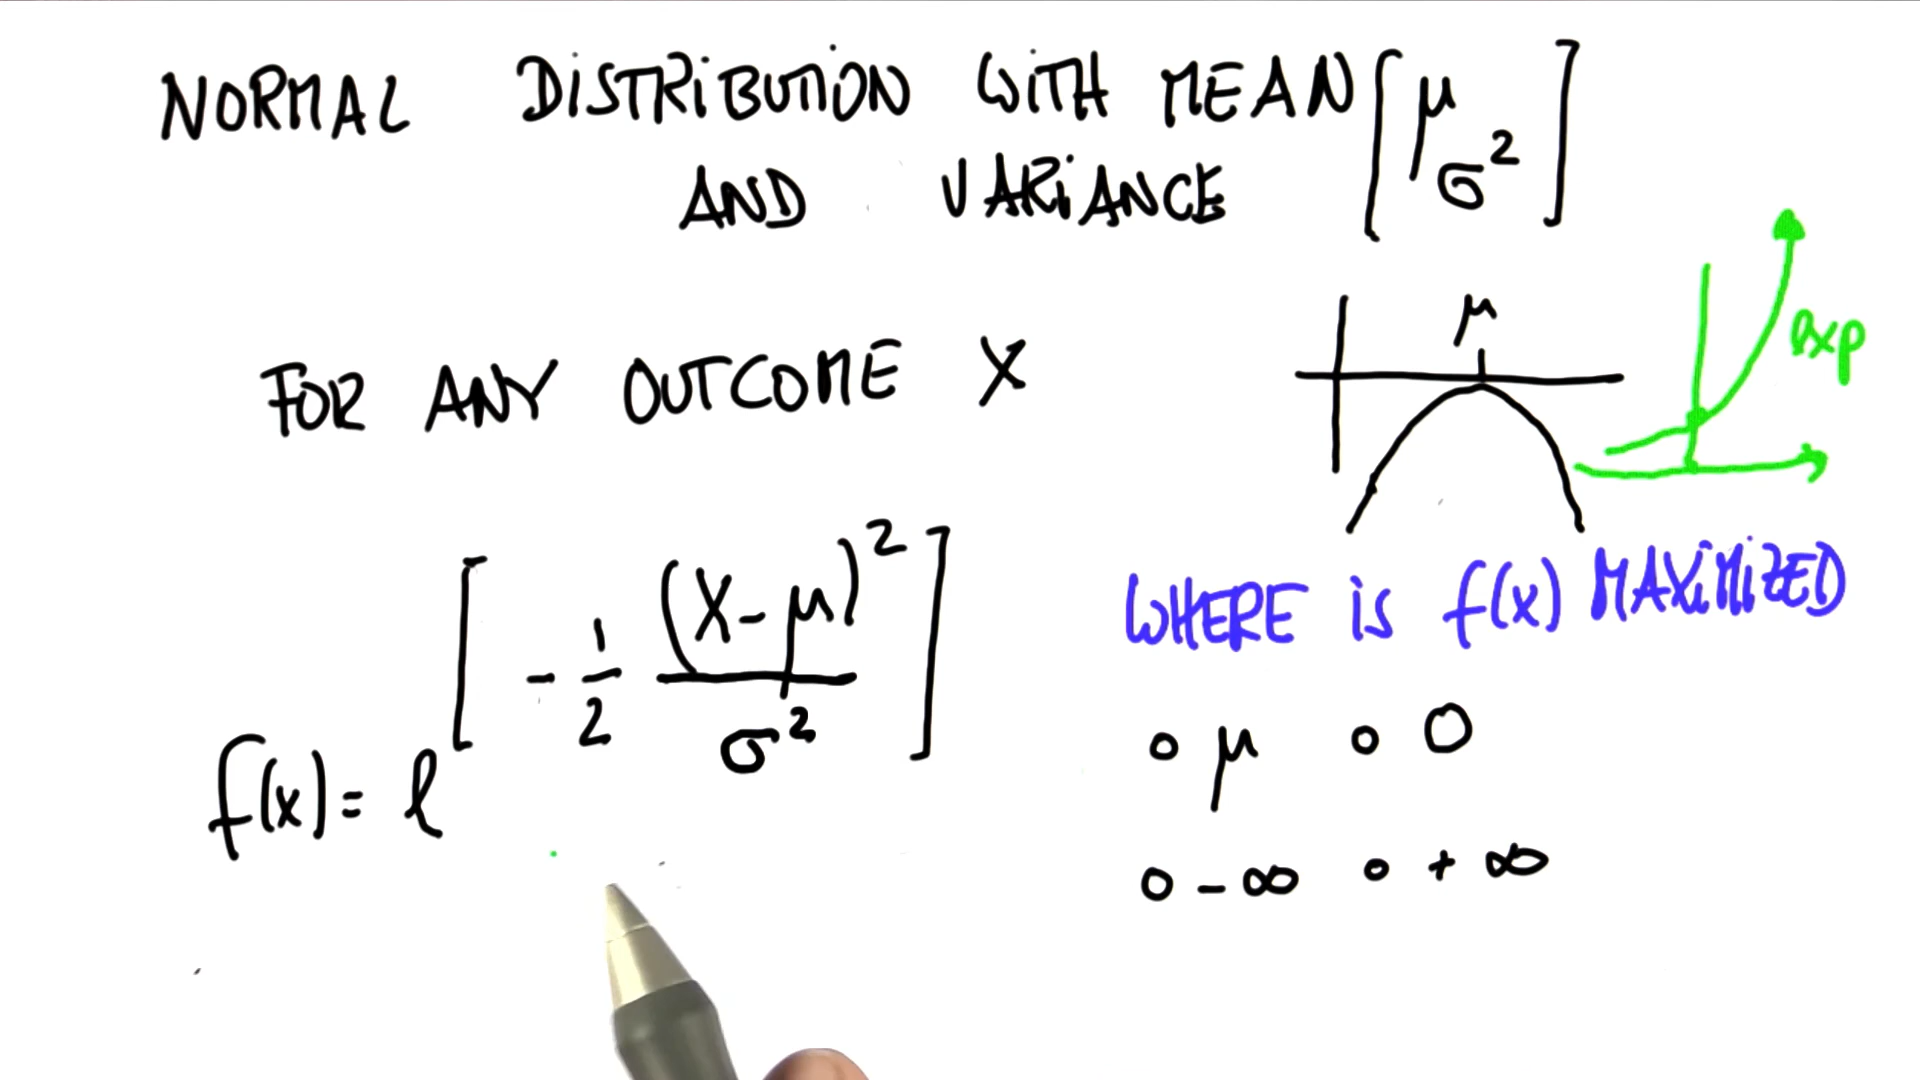 NORMAL DISTRIBUTION WITH MEAN [μ
AND VARIANCE σ²]
μ
exp
FOR ANY OUTCOME X
f(x) = e^[-1/2 (x-μ)²/σ²]
WHERE IS f(x) MAXIMIZED
o μ o 0
o -∞ o +∞